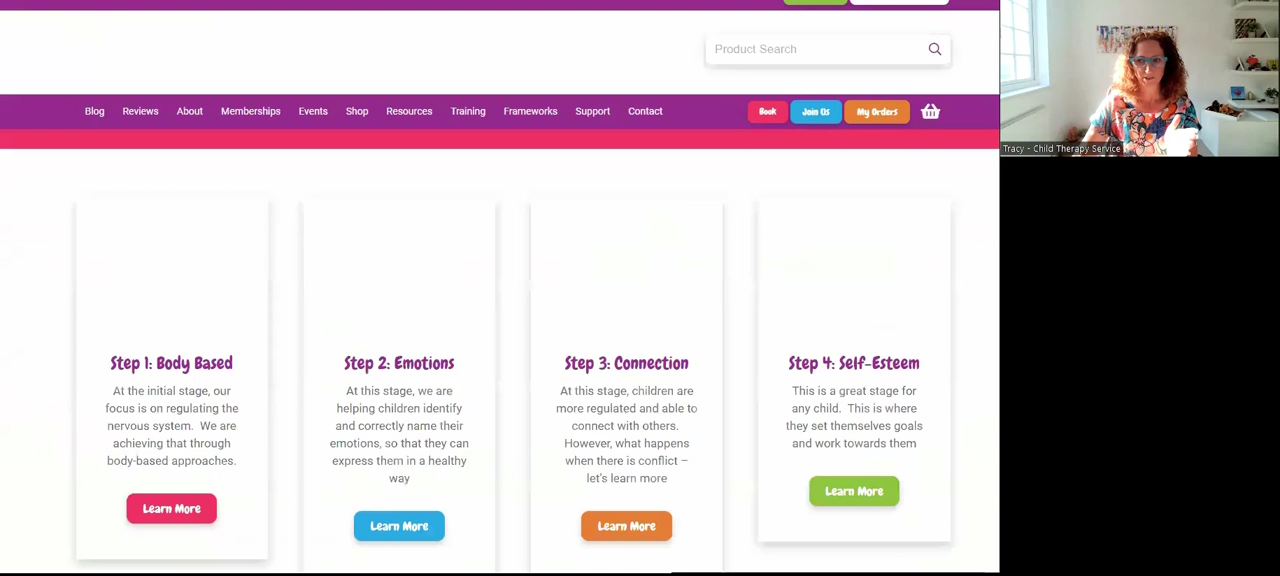 Product Search
Blog Reviews About Memberships Events Shop Resources Training Frameworks Support Contact Book Join Us My Orders
Tracy - Child Therapy Service
Step 1: Body Based
At the initial stage, our
focus is on regulating the
nervous system. We are
achieving that through
body-based approaches.
Learn More
Step 2: Emotions
At this stage, we are
helping children identify
and correctly name their
emotions, so that they can
express them in a healthy
way
Learn More
Step 3: Connection
At this stage, children are
more regulated and able to
connect with others.
However, what happens
when there is conflict –
let's learn more
Learn More
Step 4: Self-Esteem
This is a great stage for
any child. This is where
they set themselves goals
and work towards them
Learn More